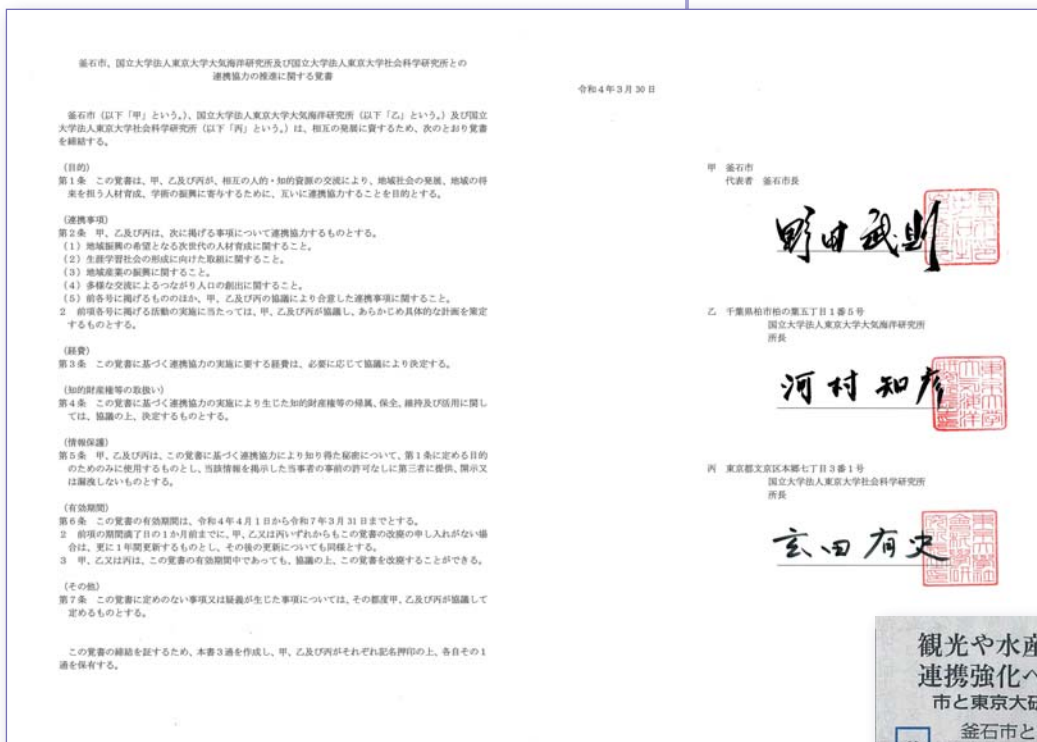 釜石市、国立大学法人東京大学大気海洋研究所及び国立大学法人東京大学社会科学研究所との
連携協力の推進に関する覚書
釜石市（以下「甲」という。）、国立大学法人東京大学大気海洋研究所（以下「乙」という。）及び国立
大学法人東京大学社会科学研究所（以下「丙」という。）は、相互の発展に資するため、次のとおり覚書
を締結する。
（目的）
第1条　この覚書は、甲、乙及び丙が、相互の人的・知的資源の交流により、地域社会の発展、地域の将
来を担う人材育成、学術の振興に寄与するために、互いに連携協力することを目的とする。
（連携事項）
第2条　甲、乙及び丙は、次に掲げる事項について連携協力するものとする。
（1）地域振興の希望となる次世代の人材育成に関すること。
（2）生涯学習社会の形成に向けた取組に関すること。
（3）地域産業の振興に関すること。
（4）多様な交流によるつながり人口の創出に関すること。
（5）前各号に掲げるもののほか、甲、乙及び丙の協議により合意した連携事項に関すること。
2　前項各号に掲げる活動の実施に当たっては、甲、乙及び丙が協議し、あらかじめ具体的な計画を策定
するものとする。
（経費）
第3条　この覚書に基づく連携協力の実施に要する経費は、必要に応じて協議により決定する。
（知的財産権等の取扱い）
第4条　この覚書に基づく連携協力の実施により生じた知的財産権等の帰属、保全、維持及び活用に関し
ては、協議の上、決定するものとする。
（情報保護）
第5条　甲、乙及び丙は、この覚書に基づく連携協力により知り得た秘密について、第1条に定める目的
のためのみに使用するものとし、当該情報を掲示した当事者の事前の許可なしに第三者に提供、開示又
は漏洩しないものとする。
（有効期間）
第6条　この覚書の有効期間は、令和4年4月1日から令和7年3月31日までとする。
2　前項の期間満了日の1か月前までに、甲、乙又は丙いずれからもこの覚書の改廃の申し入れがない場
合は、更に1年間更新するものとし、その後の更新についても同様とする。
3　甲、乙又は丙は、この覚書の有効期間中であっても、協議の上、この覚書を改廃することができる。
（その他）
第7条　この覚書に定めのない事項又は疑義が生じた事項については、その都度甲、乙及び丙が協議して
定めるものとする。
この覚書の締結を証するため、本書3通を作成し、甲、乙及び丙がそれぞれ記名押印の上、各自その1
通を保有する。
令和4年3月30日
甲　釜石市
代表者　釜石市長
野田武則
乙　千葉県柏市柏の葉五丁目1番5号
国立大学法人東京大学大気海洋研究所
所長
河村知彦
丙　東京都文京区本郷七丁目3番1号
国立大学法人東京大学社会科学研究所
所長
玄田有史
観光や水産
連携強化へ
市と東京大研
釜石市と